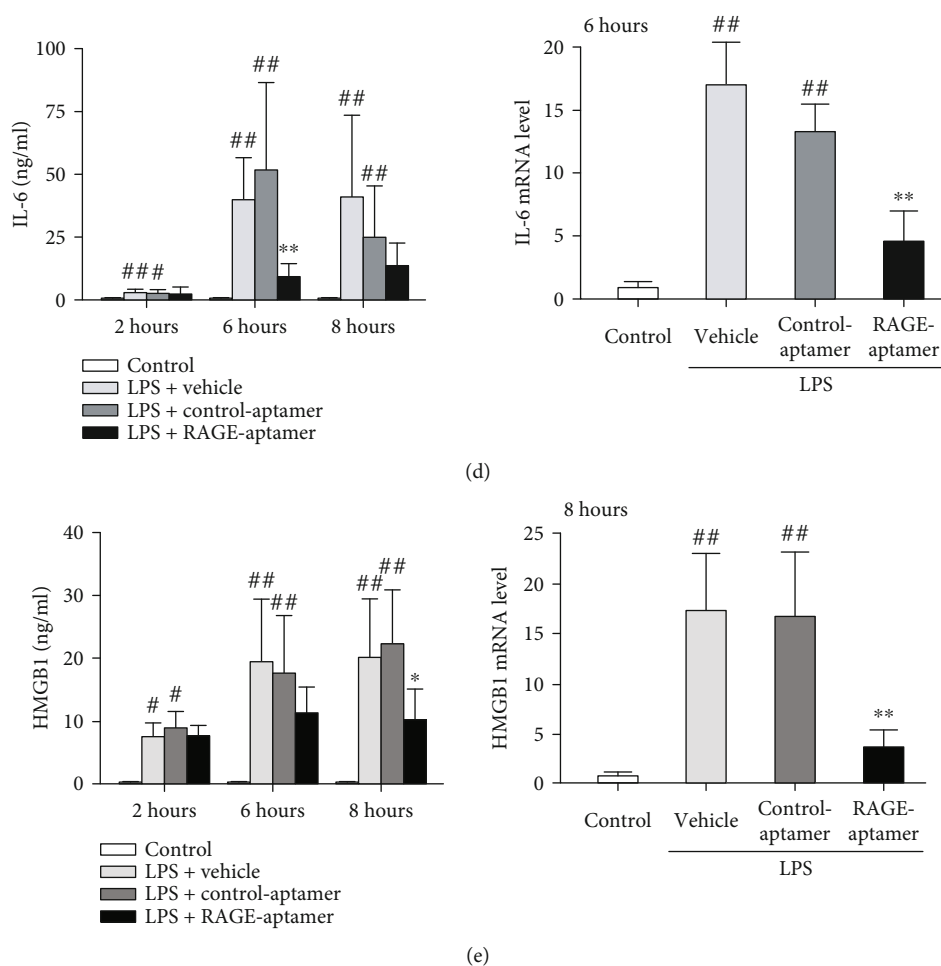 100
75
50
25
0
IL-6 (ng/ml)
##
#
##
##
**
##
##
2 hours
6 hours
8 hours
Control
LPS + vehicle
LPS + control-aptamer
LPS + RAGE-aptamer
6 hours
20
15
10
5
0
IL-6 mRNA level
##
##
**
Control
Vehicle
Control-
aptamer
RAGE-
aptamer
LPS
(d)
40
30
20
10
0
HMGB1 (ng/ml)
#
#
##
##
##
##
*
2 hours
6 hours
8 hours
Control
LPS + vehicle
LPS + control-aptamer
LPS + RAGE-aptamer
8 hours
25
20
15
10
5
0
HMGB1 mRNA level
##
##
**
Control
Vehicle
Control-
aptamer
RAGE-
aptamer
LPS
(e)